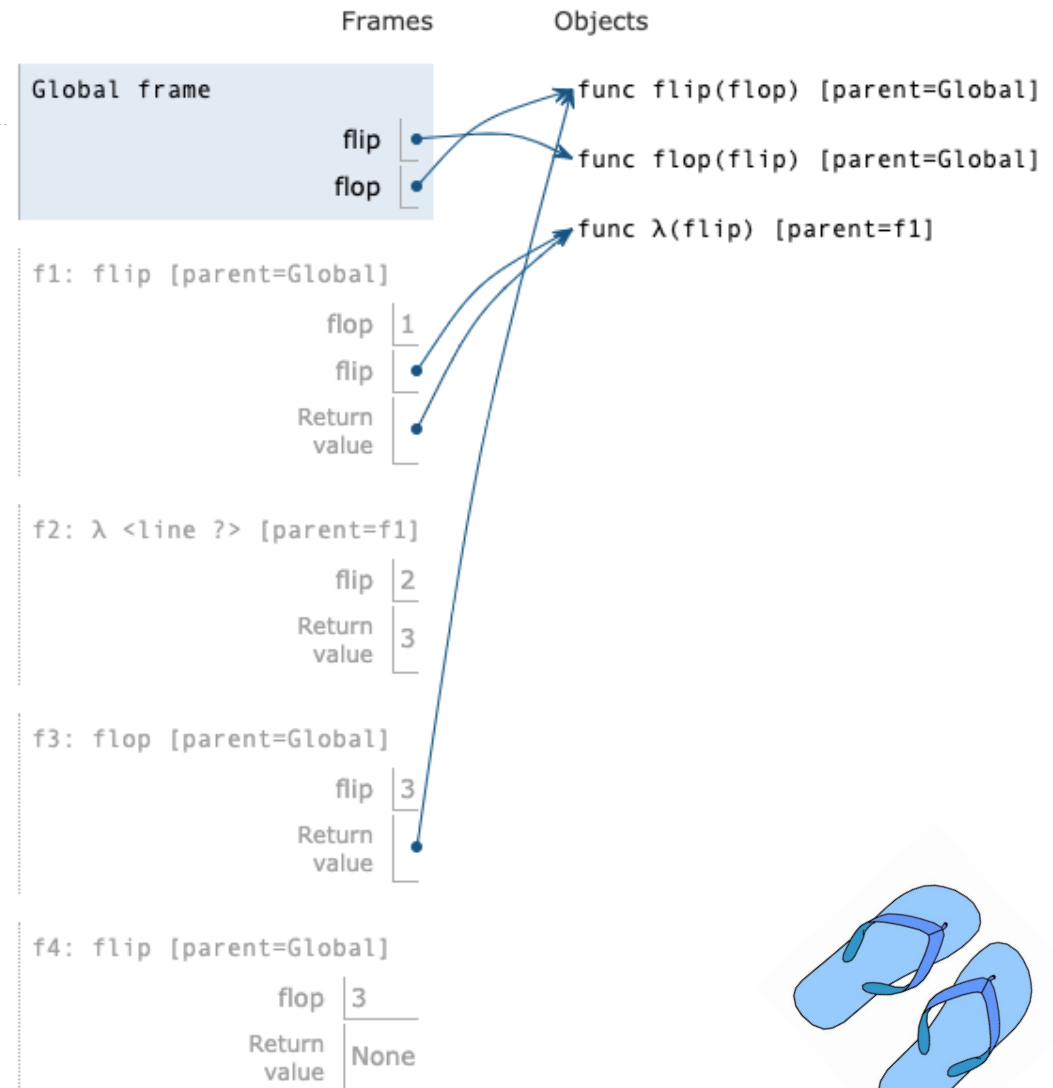 Frames Objects
Global frame
flip
flop
func flip(flop) [parent=Global]
func flop(flip) [parent=Global]
func λ(flip) [parent=f1]
f1: flip [parent=Global]
flop 1
flip
Return
value
f2: λ <line ?> [parent=f1]
flip 2
Return
value 3
f3: flop [parent=Global]
flip 3
Return
value
f4: flip [parent=Global]
flop 3
Return
value None